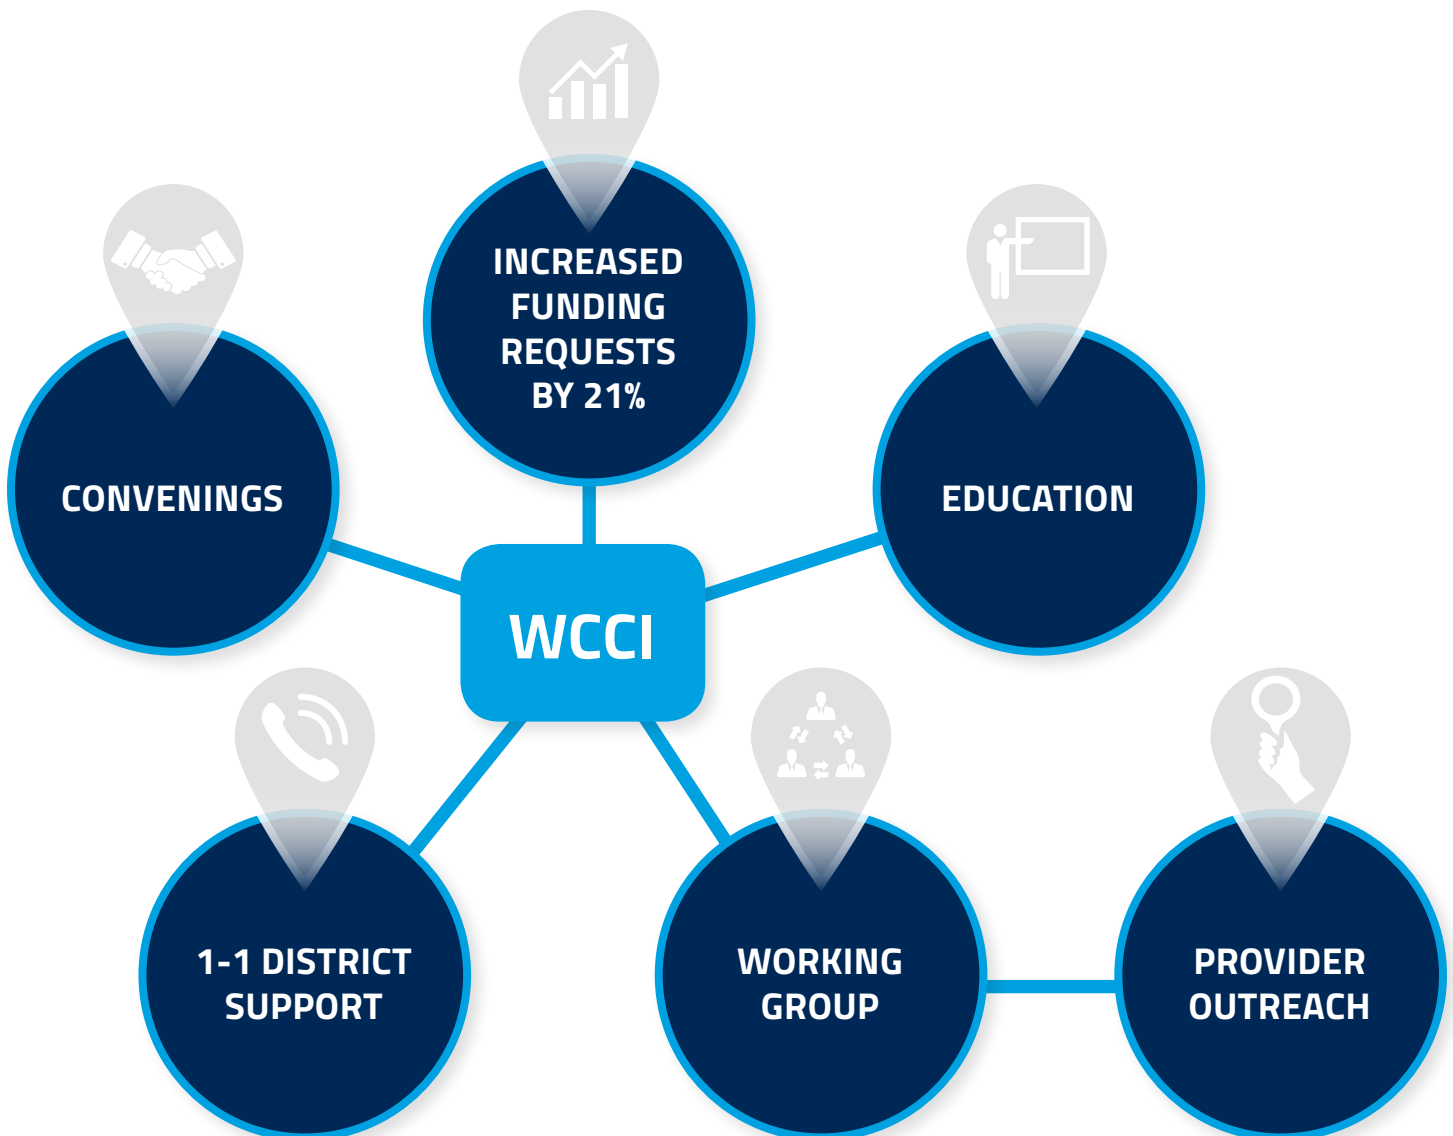 INCREASED
FUNDING
REQUESTS
BY 21%
CONVENINGS
EDUCATION
WCCI
1-1 DISTRICT
SUPPORT
WORKING
GROUP
PROVIDER
OUTREACH